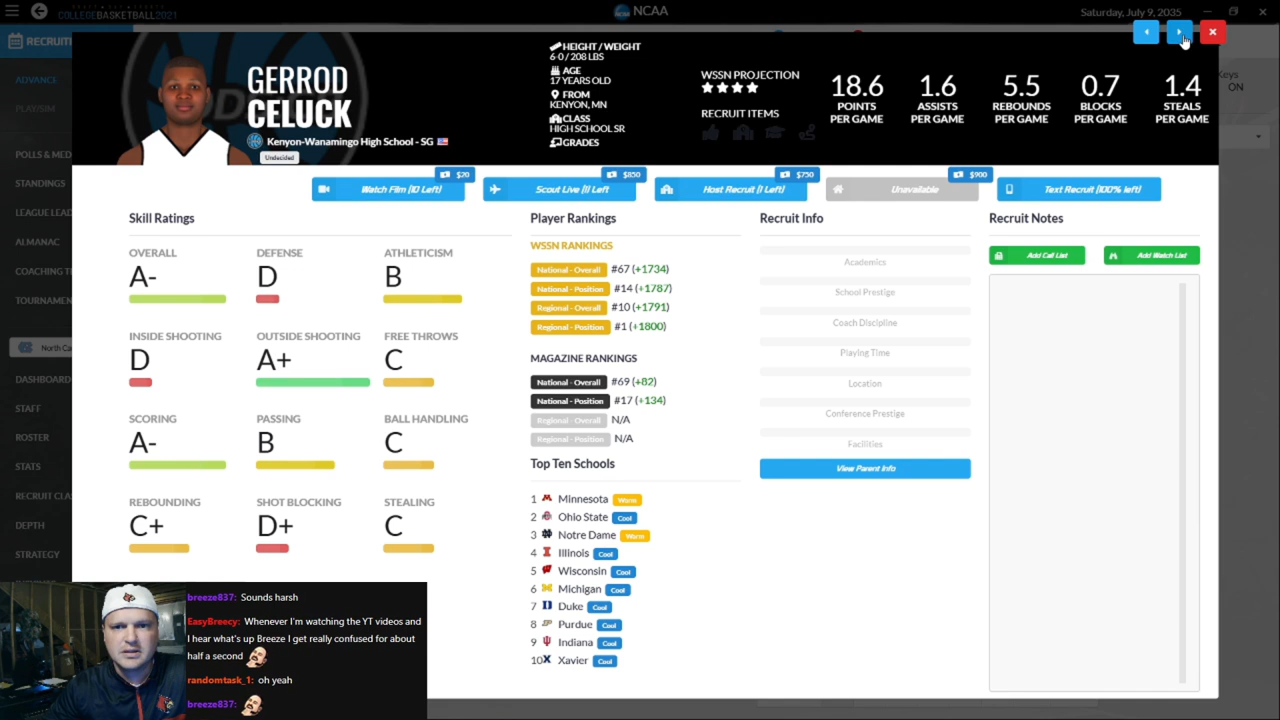 COLLEGEBASKETBALL2021
NCAA
Saturday, July 9, 2035
RECRUITI
ADVANCE
PLAY/SIM
POLLS & MED
STANDINGS
LEAGUE LEAD
ALMANAC
COACHING T
TOURNAMEN
North Ca
DASHBOARD
STAFF
ROSTER
STATS
RECRUIT CLA
DEPTH
STRATEGY
Keys
ON
GERROD
CELUCK
Kenyon-Wanamingo High School - SG
Undecided
HEIGHT / WEIGHT
6-0 / 208 LBS
AGE
17 YEARS OLD
FROM
KENYON, MN
CLASS
HIGH SCHOOL SR
GRADES
WSSN PROJECTION
RECRUIT ITEMS
18.6
POINTS
PER GAME
1.6
ASSISTS
PER GAME
5.5
REBOUNDS
PER GAME
0.7
BLOCKS
PER GAME
1.4
STEALS
PER GAME
$20
Watch Film (10 Left)
$850
Scout Live (1 Left
$750
Host Recruit (1 Left)
$900
Unavailable
Text Recruit (100% left)
Skill Ratings
OVERALL
A-
DEFENSE
D
ATHLETICISM
B
INSIDE SHOOTING
D
OUTSIDE SHOOTING
A+
FREE THROWS
C
SCORING
A-
PASSING
B
BALL HANDLING
C
REBOUNDING
C+
SHOT BLOCKING
D+
STEALING
C
Player Rankings
WSSN RANKINGS
National - Overall #67 (+1734)
National - Position #14 (+1787)
Regional - Overall #10 (+1791)
Regional - Position #1 (+1800)
MAGAZINE RANKINGS
National - Overall #69 (+82)
National - Position #17 (+134)
Regional - Overall N/A
Regional - Position N/A
Top Ten Schools
1 Minnesota Warm
2 Ohio State Cool
3 Notre Dame Warm
4 Illinois Cool
5 Wisconsin Cool
6 Michigan Cool
7 Duke Cool
8 Purdue Cool
9 Indiana Cool
10 Xavier Cool
Recruit Info
Academics
School Prestige
Coach Discipline
Playing Time
Location
Conference Prestige
Facilities
View Parent Info
Recruit Notes
Add Call List
Add Watch List
breeze837: Sounds harsh
EasyBreecy: Whenever I'm watching the YT videos and
I hear what's up Breeze I get really confused for about
half a second
randomtask_1: oh yeah
breeze837: